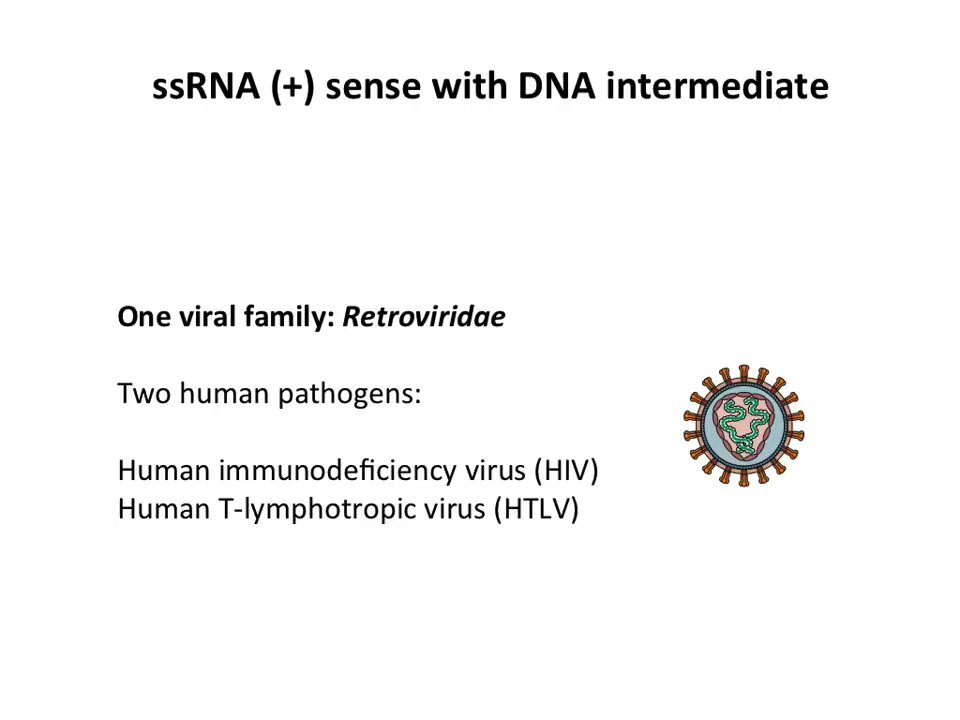 ssRNA (+) sense with DNA intermediate
One viral family: Retroviridae
Two human pathogens:
Human immunodeficiency virus (HIV)
Human T-lymphotropic virus (HTLV)